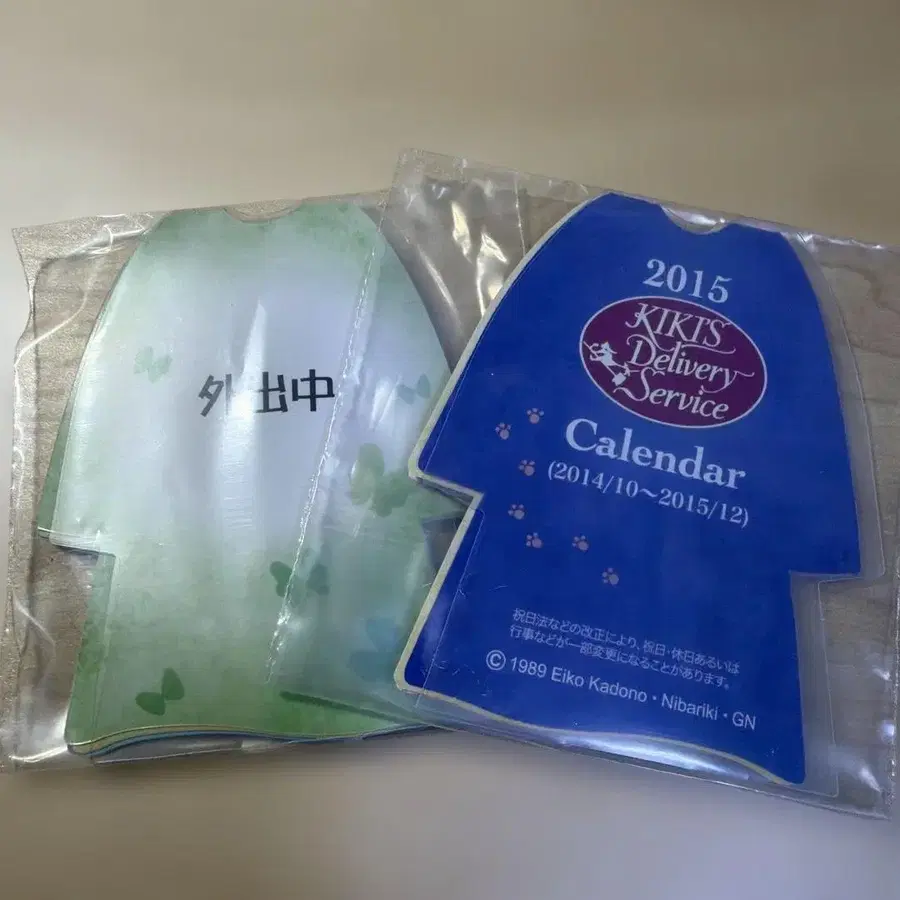 外出中
2015
KIKI'S
Delivery
Service
Calendar
(2014/10～2015/12)
祝日法などの改正により、祝日・休日あるいは
行事などが一部変更になることがあります。
© 1989 Eiko Kadono・Nibariki・GN